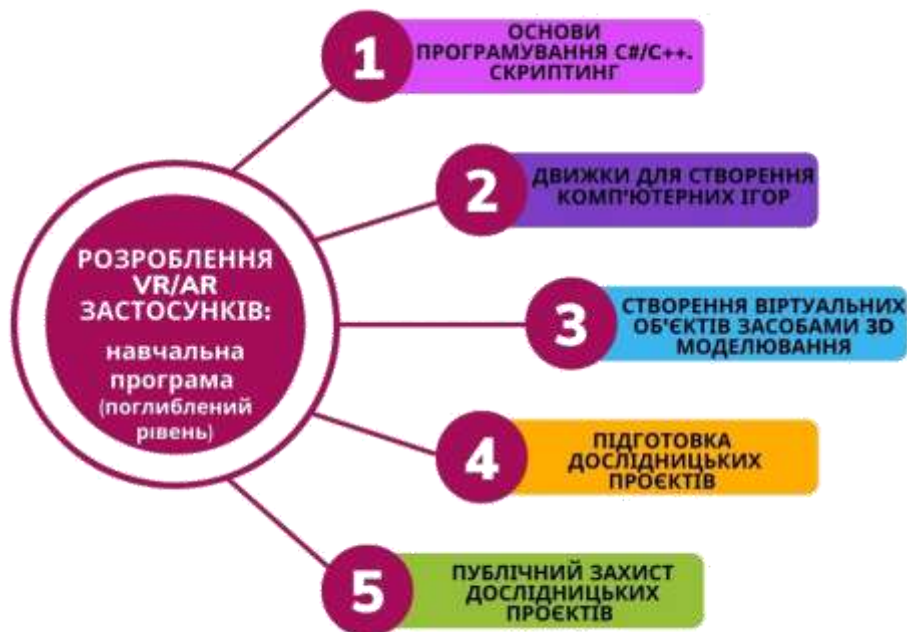 РОЗРОБЛЕННЯ
VR/AR
ЗАСТОСУНКІВ:
навчальна
програма
(поглиблений
рівень)
1
ОСНОВИ
ПРОГРАМУВАННЯ C#/C++.
СКРИПТИНГ
2
ДВИЖКИ ДЛЯ СТВОРЕННЯ
КОМП'ЮТЕРНИХ ІГОР
3
СТВОРЕННЯ ВІРТУАЛЬНИХ
ОБ'ЄКТІВ ЗАСОБАМИ 3D
МОДЕЛЮВАННЯ
4
ПІДГОТОВКА
ДОСЛІДНИЦЬКИХ
ПРОЄКТІВ
5
ПУБЛІЧНИЙ ЗАХИСТ
ДОСЛІДНИЦЬКИХ
ПРОЄКТІВ